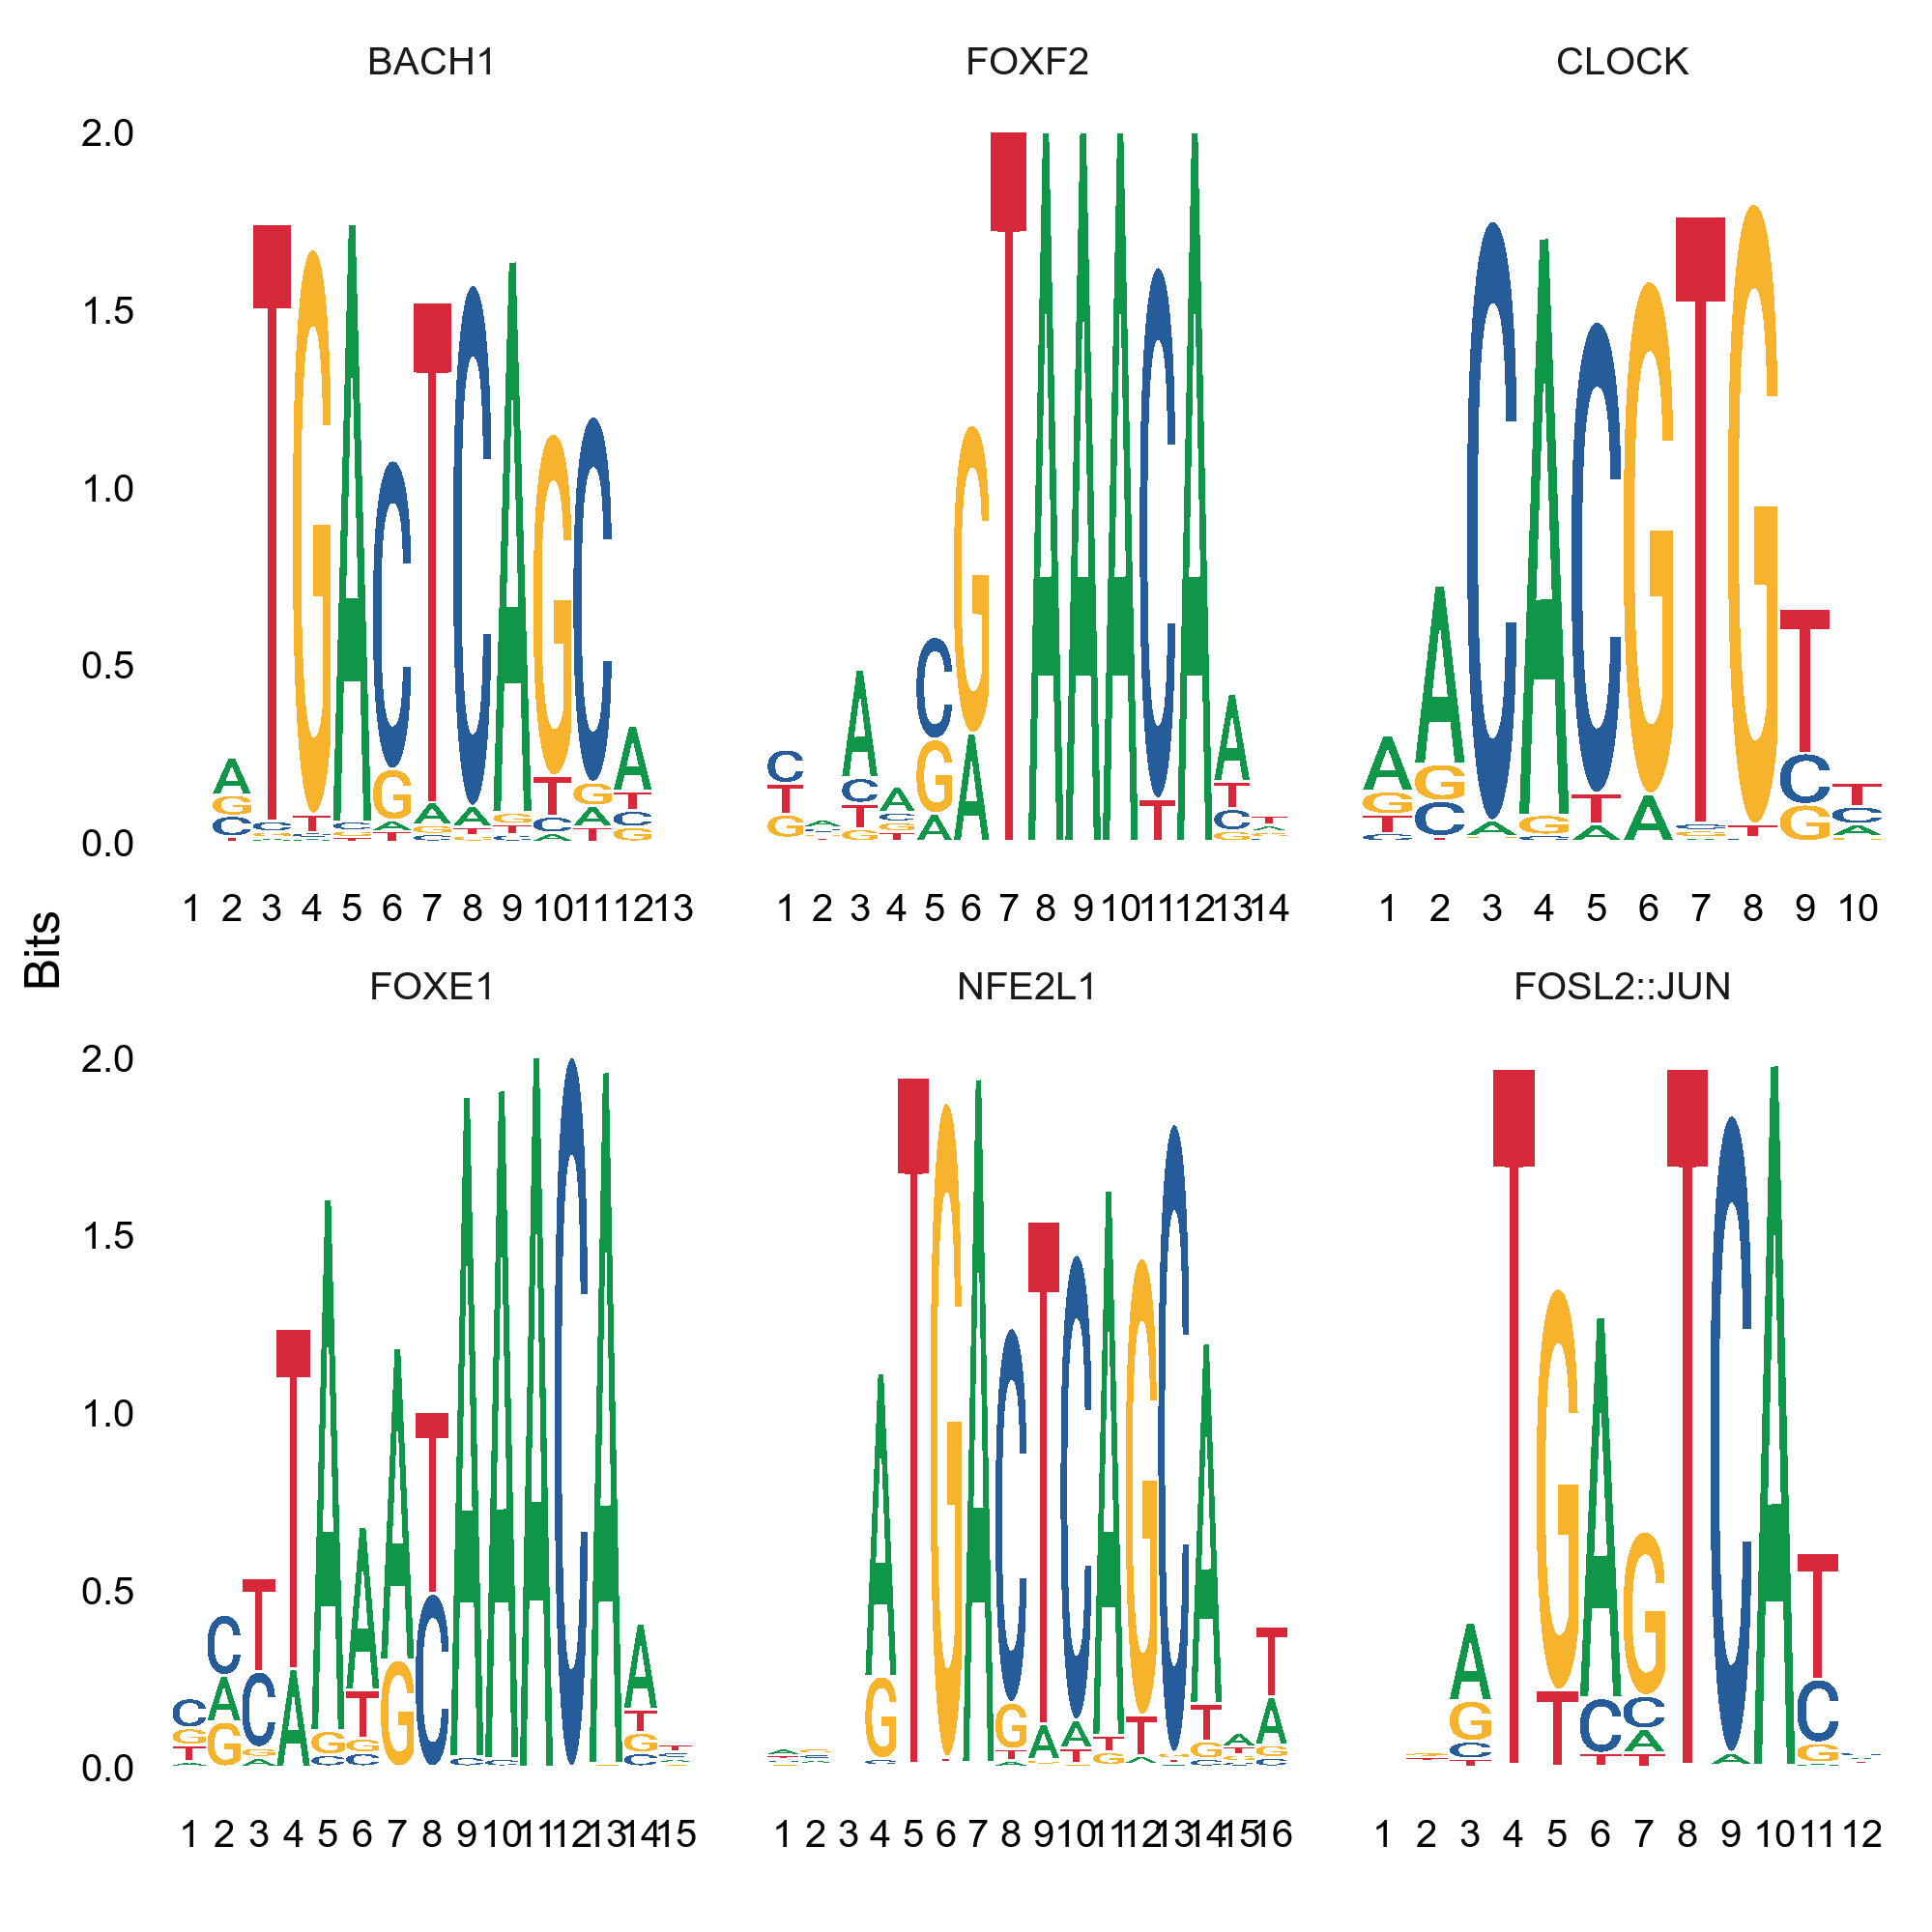 BACH1 FOXF2 CLOCK
2.0
1.5
1.0
0.5
0.0
1 2 3 4 5 6 7 8 9 10 11 12 13
1 2 3 4 5 6 7 8 9 10 11 12 13 14
1 2 3 4 5 6 7 8 9 10
Bits
FOXE1 NFE2L1 FOSL2::JUN
2.0
1.5
1.0
0.5
0.0
1 2 3 4 5 6 7 8 9 10 11 12 13 14 15
1 2 3 4 5 6 7 8 9 10 11 12 13 14 15 16
1 2 3 4 5 6 7 8 9 10 11 12